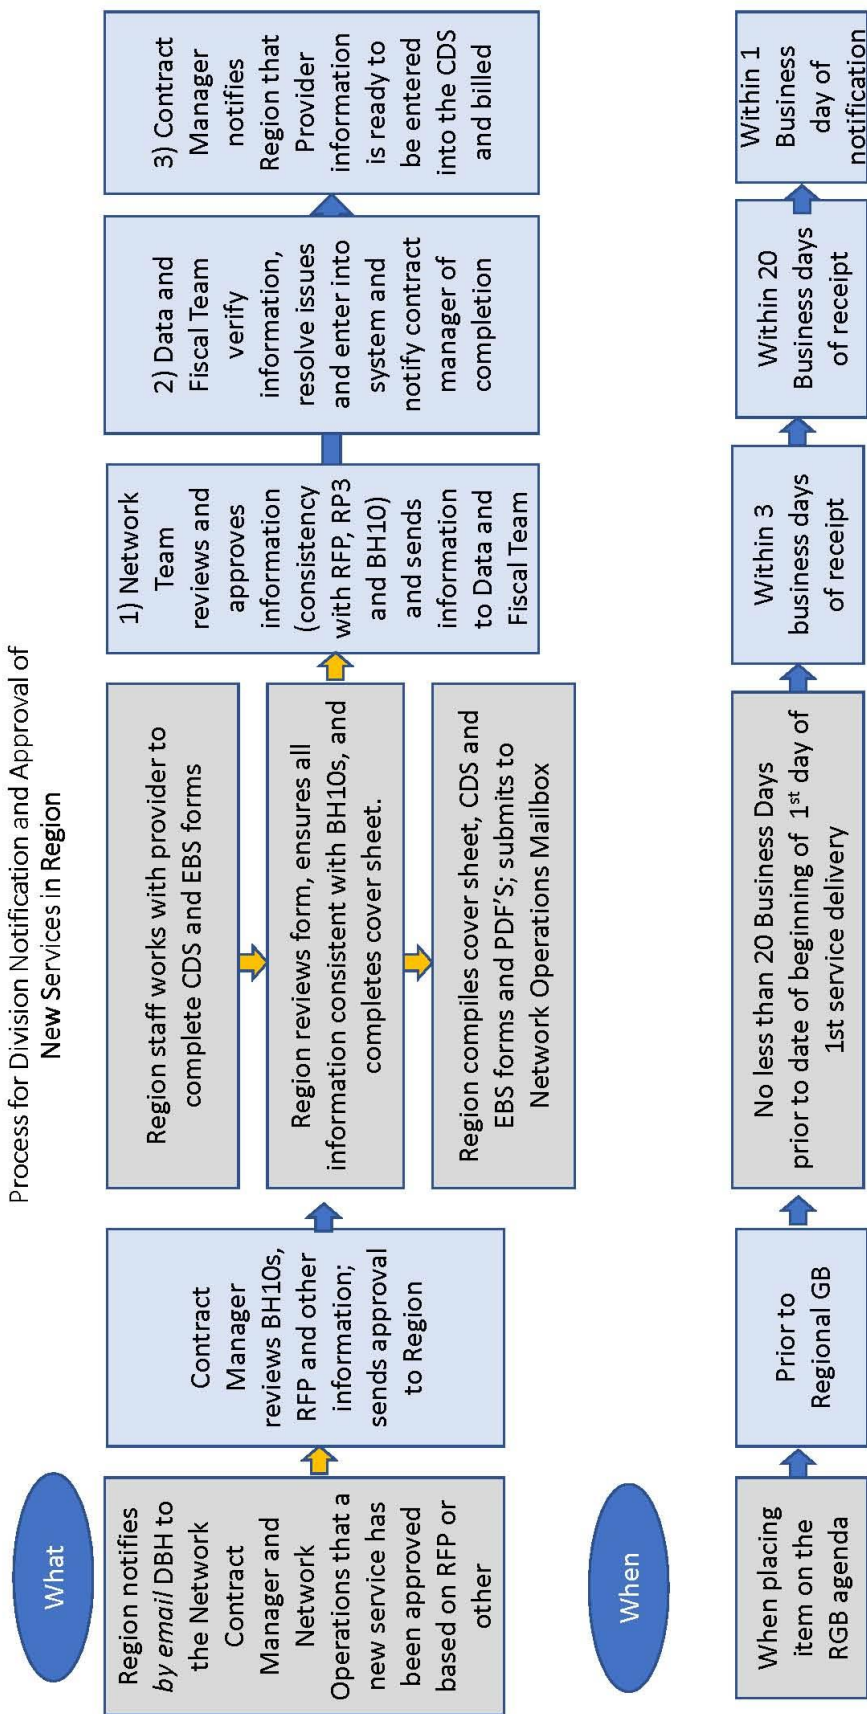 Process for Division Notification and Approval of
New Services in Region
What
Region notifies
by email DBH to
the Network
Contract
Manager and
Network
Operations that a
new service has
been approved
based on RFP or
other
Contract
Manager
reviews BH10s,
RFP and other
information;
sends approval
to Region
Region staff works with provider to
complete CDS and EBS forms
Region reviews form, ensures all
information consistent with BH10s, and
completes cover sheet.
Region compiles cover sheet, CDS and
EBS forms and PDF'S; submits to
Network Operations Mailbox
1) Network
Team
reviews and
approves
information
(consistency
with RFP, RP3
and BH10)
and sends
information
to Data and
Fiscal Team
2) Data and
Fiscal Team
verify
information,
resolve issues
and enter into
system and
notify contract
manager of
completion
3) Contract
Manager
notifies
Region that
Provider
information
is ready to
be entered
into the CDS
and billed
When
When placing
item on the
RGB agenda
Prior to
Regional GB
No less than 20 Business Days
prior to date of beginning of 1st day of
1st service delivery
Within 3
business days
of receipt
Within 20
Business days
of receipt
Within 1
Business
day of
notification